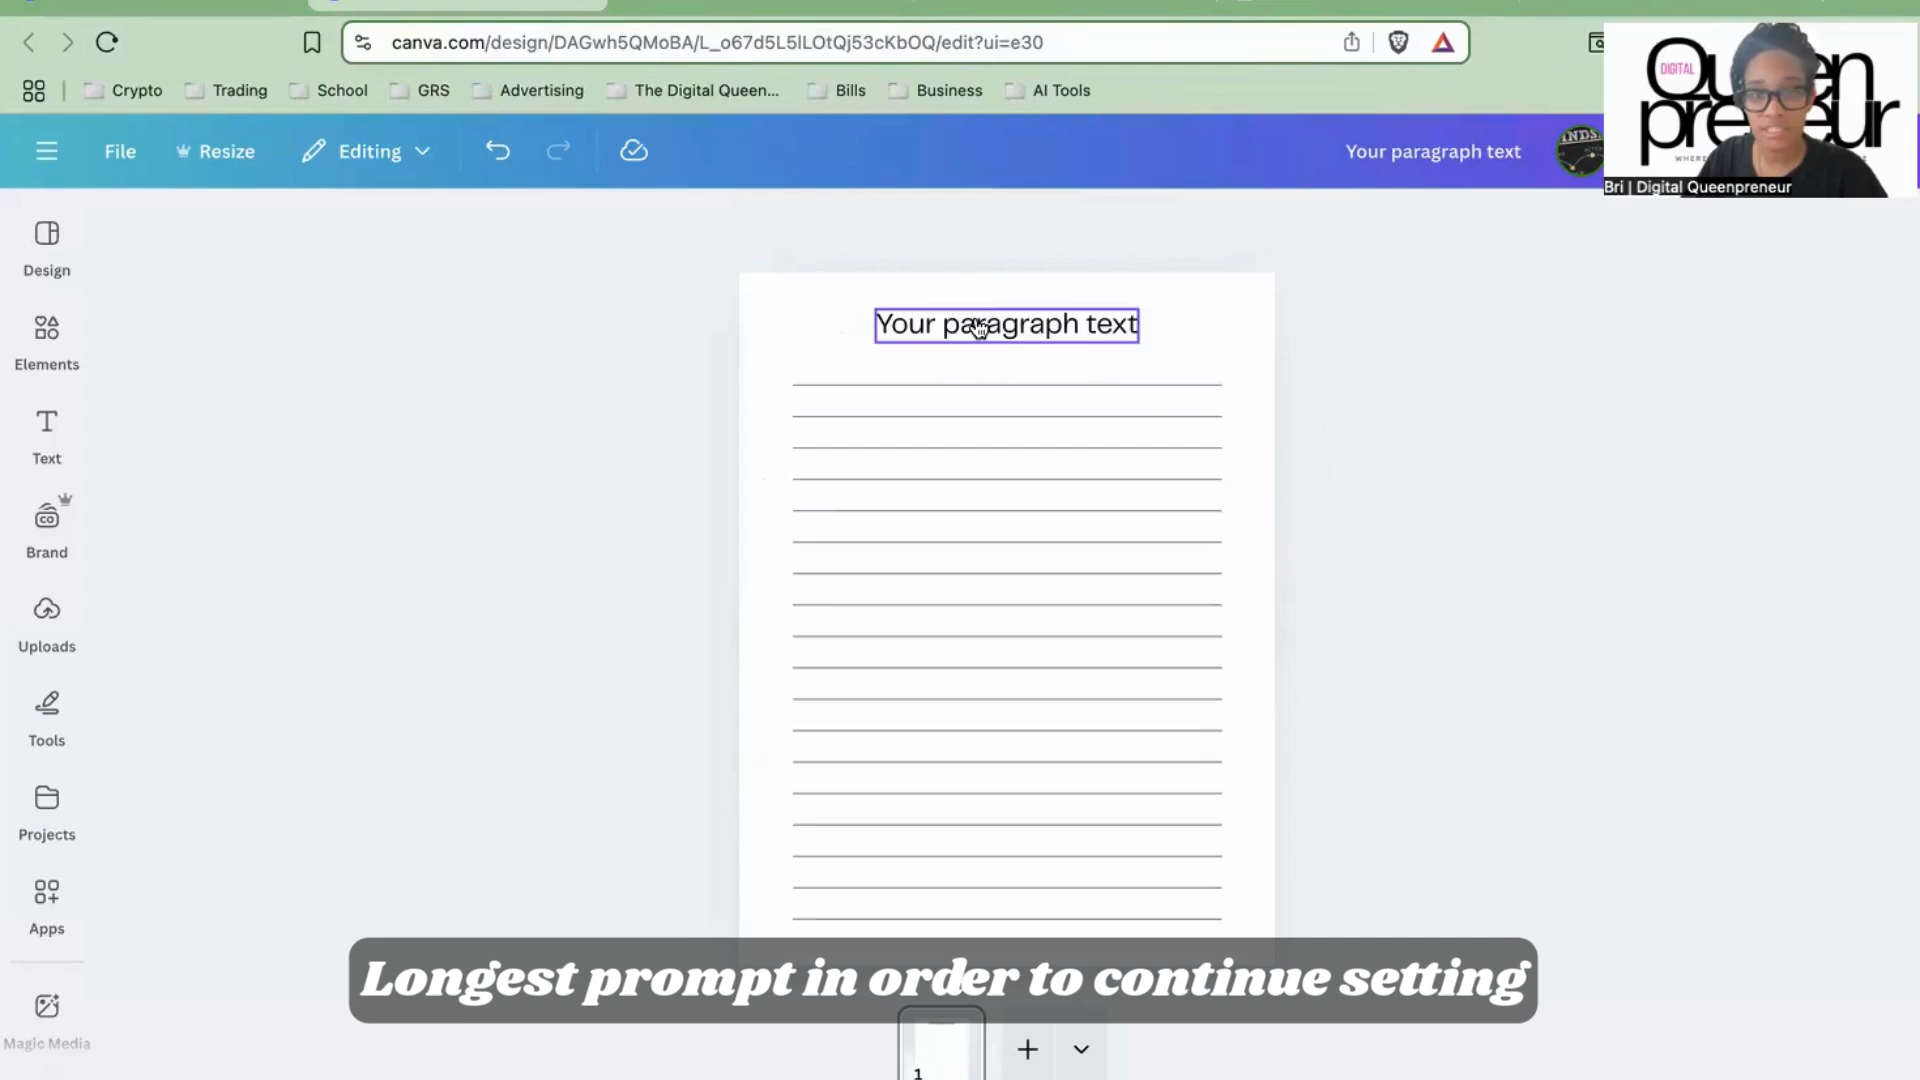 canva.com/design/DAGwh5QMoBA/L_o67d5L5lLOtQj53cKbOQ/edit?ui=e30
Crypto
Trading
School
GRS
Advertising
The Digital Queen...
Bills
Business
AI Tools
DIGITAL
Bri | Digital Queenpreneur
File
Resize
Editing
Your paragraph text
Design
Elements
Text
CO
Brand
Uploads
Tools
Projects
Apps
Magic Media
Your paragraph text
Longest prompt in order to continue setting
1